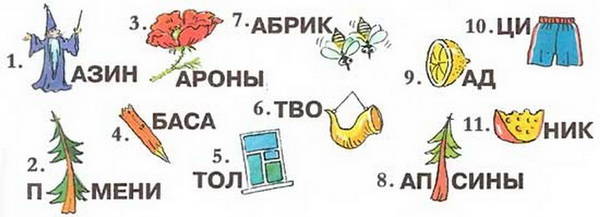 1. АЗИН
2. П МЕНИ
3. АРОНЫ
4. БАСА
5. ТОЛ
6. ТВО
7. АБРИК
8. АП СИНЫ
9. АД
10. ЦИ
11. НИК